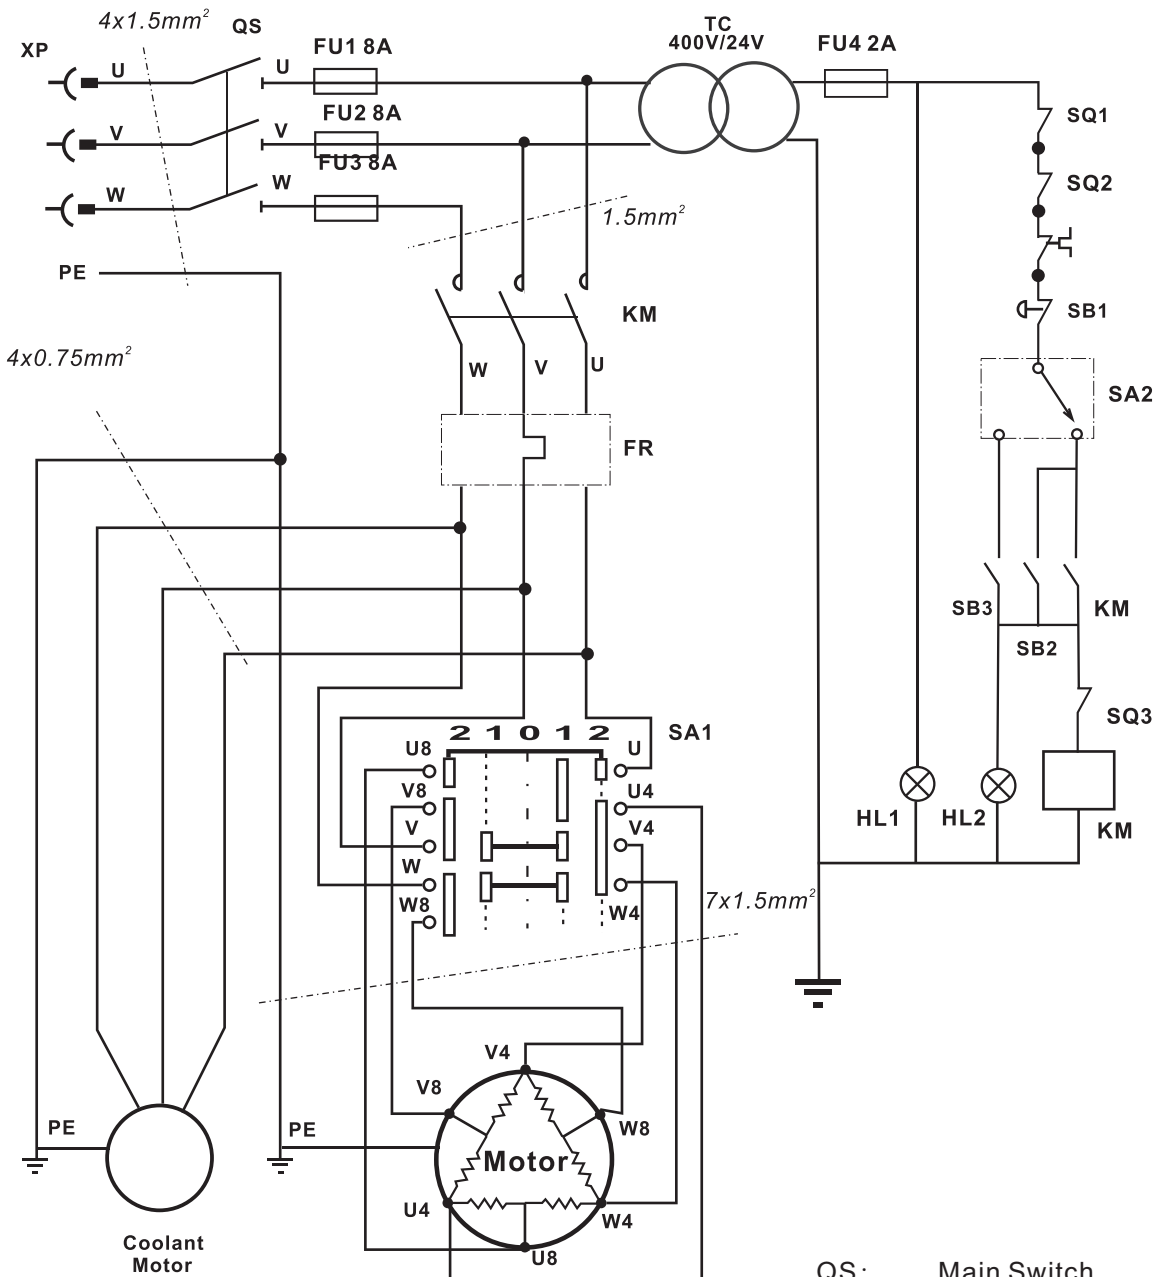 4x1.5mm²
QS
TC
400V/24V
FU4 2A
XP
U
U
FU1 8A
V
V
FU2 8A
FU3 8A
W
W
SQ1
SQ2
1.5mm²
PE
KM
SB1
4x0.75mm²
W
V
U
SA2
FR
SB3
KM
SB2
SQ3
2 1 0 1 2
SA1
U8
U
V8
U4
V
V4
W
W8
W4
HL1
HL2
KM
7x1.5mm²
V4
V8
W8
PE
PE
Motor
U4
W4
U8
Coolant
Motor
QS: Main Switch